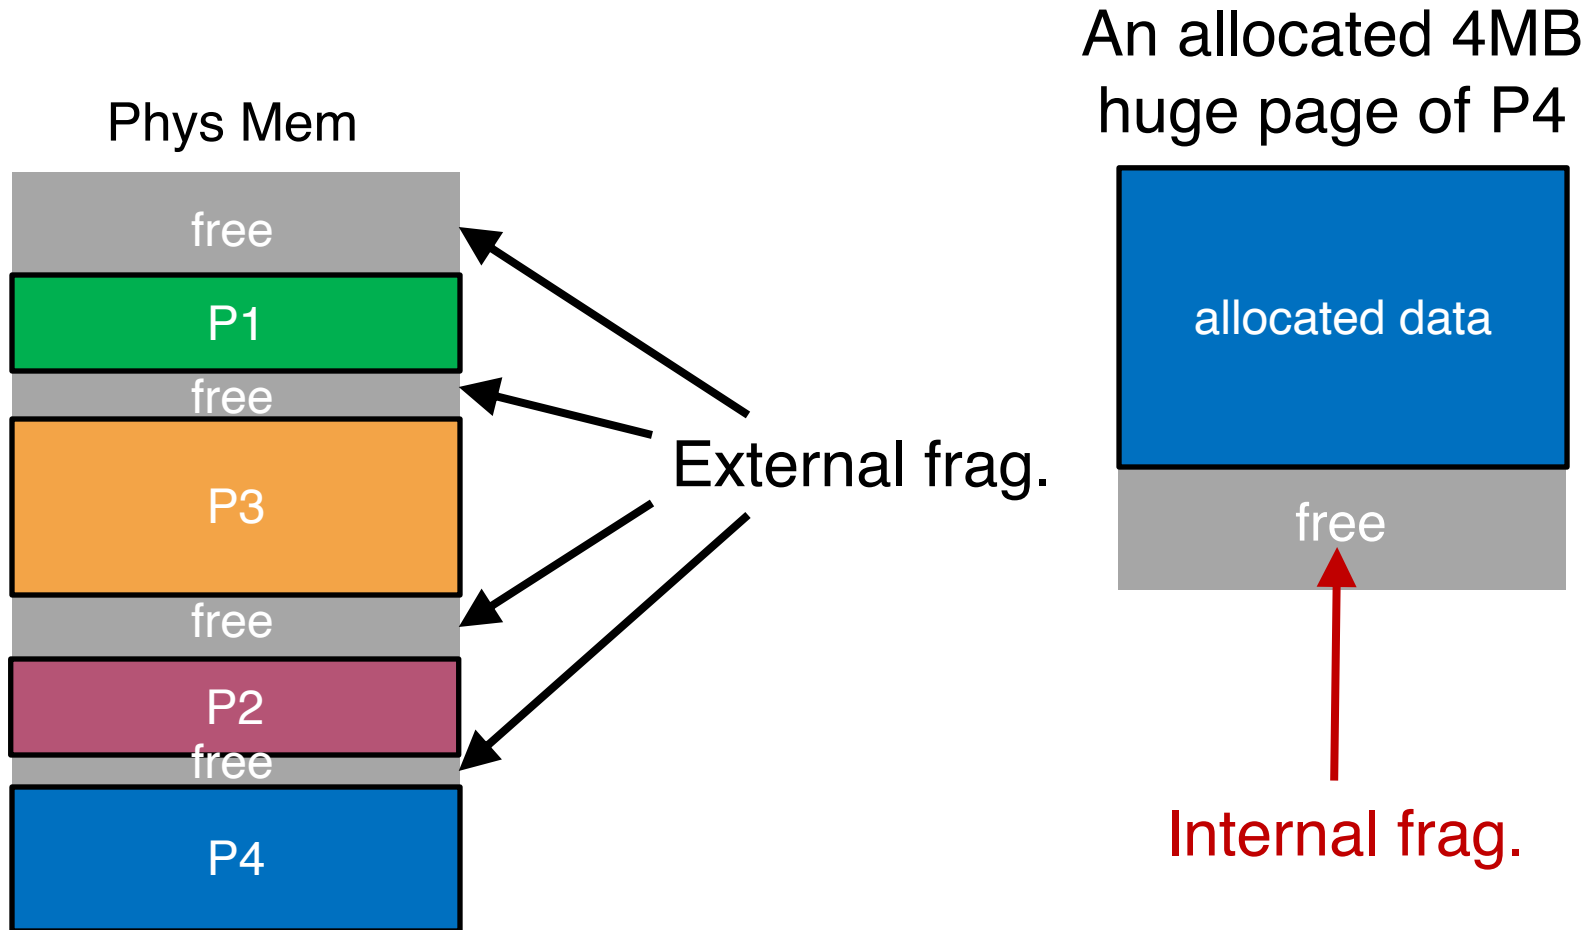 Phys Mem
free
P1
free
P3
free
P2
free
P4
External frag.
An allocated 4MB
huge page of P4
allocated data
free
Internal frag.